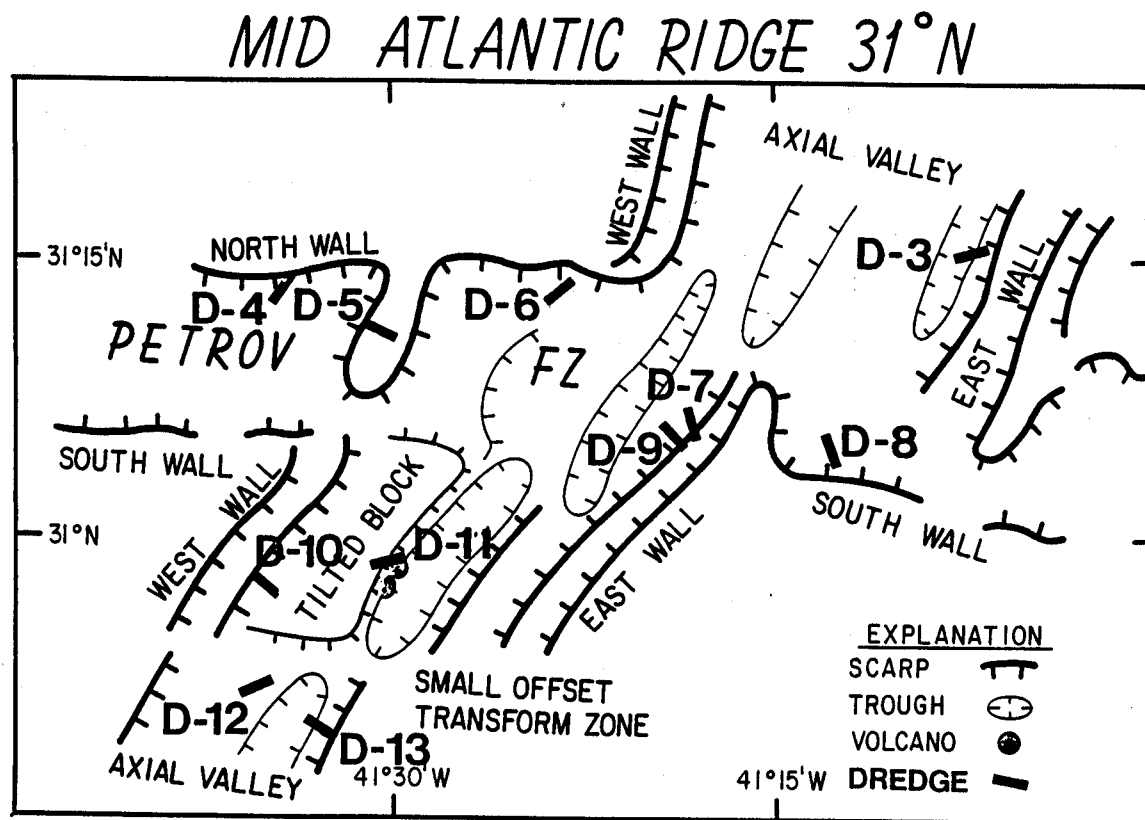 MID ATLANTIC RIDGE 31°N
AXIAL VALLEY
WEST WALL
31°15'N
NORTH WALL
D-3
D-4
D-5
D-6
EAST WALL
PETROV
FZ
D-7
D-9
D-8
SOUTH WALL
SOUTH WALL
WEST WALL
TILTED BLOCK
31°N
D-10
D-11
EAST WALL
EXPLANATION
SCARP
TROUGH
VOLCANO
DREDGE
SMALL OFFSET
TRANSFORM ZONE
D-12
D-13
AXIAL VALLEY
41°30'W
41°15'W